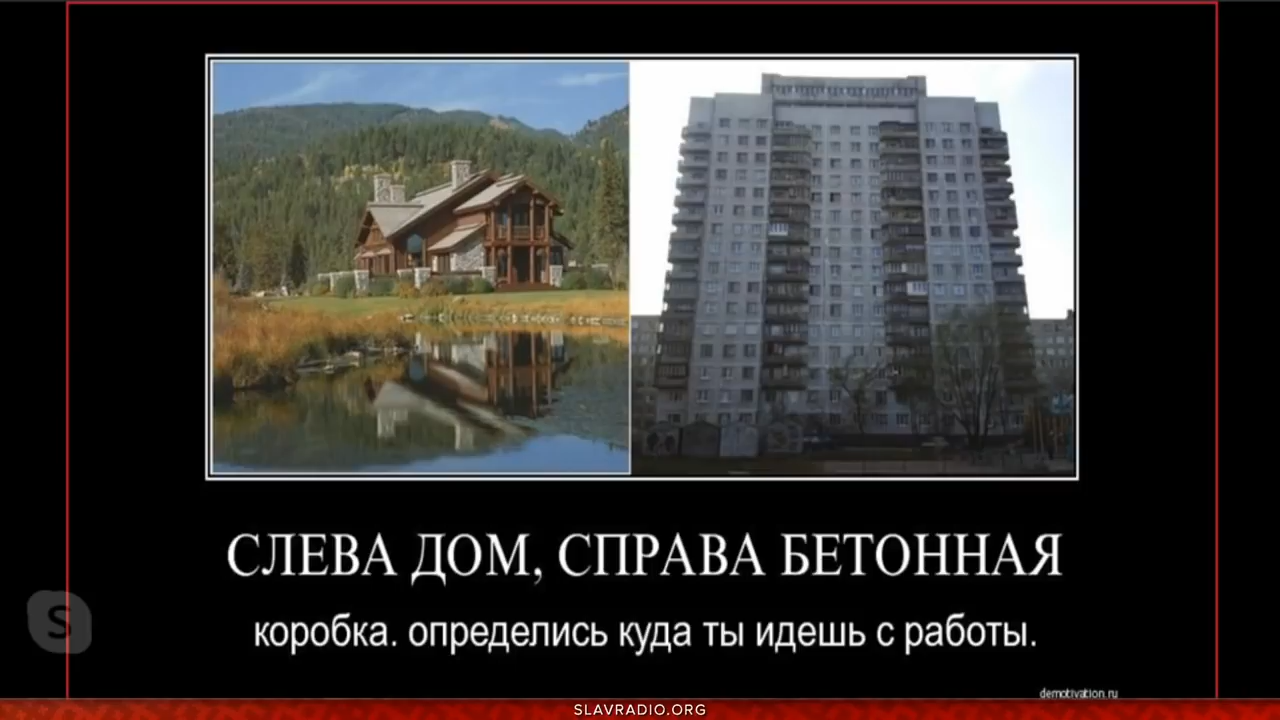 СЛЕВА ДОМ, СПРАВА БЕТОННАЯ
коробка. определись куда ты идешь с работы.
S
demotivation.ru
SLAVRADIO.ORG